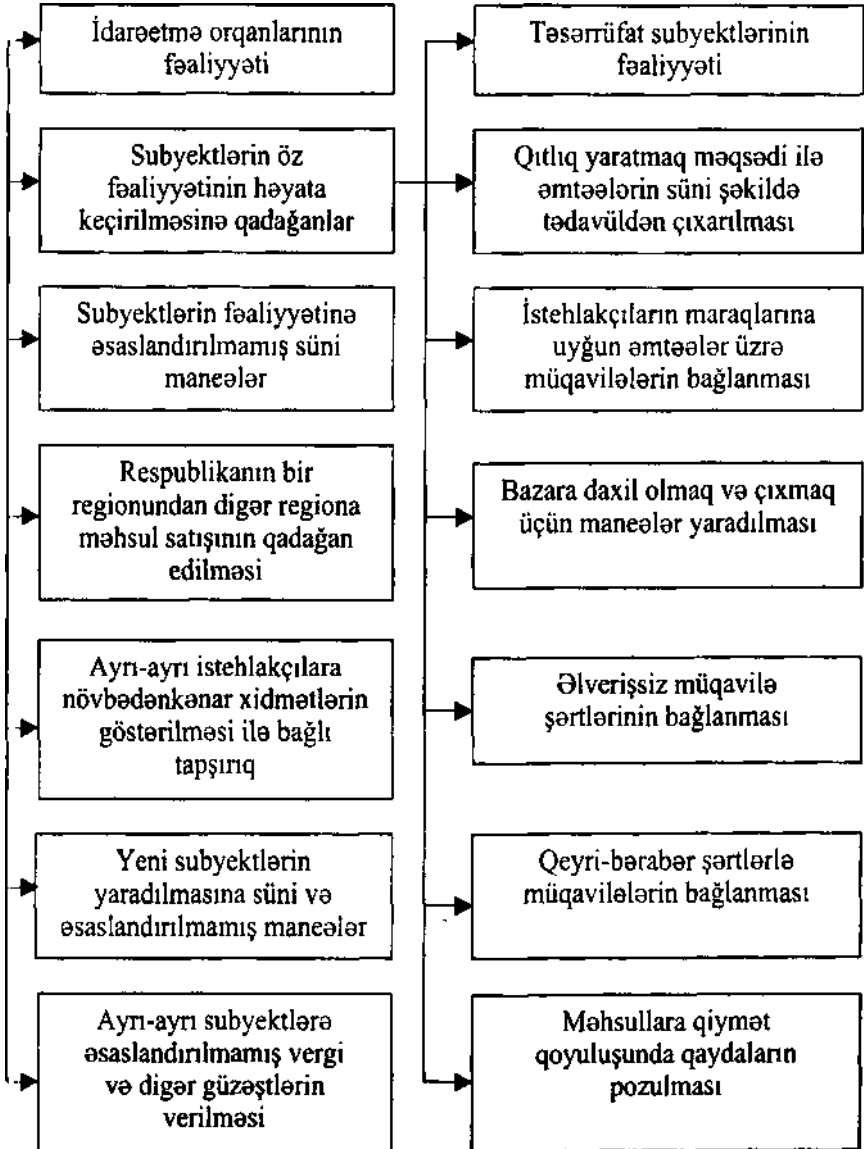 İdarəetmə orqanlarının
fəaliyyəti
Subyektlərin öz
fəaliyyətinin həyata
keçirilməsinə qadağanlar
Subyektlərin fəaliyyətinə
əsaslandırılmamış süni
maneələr
Respublikanın bir
regionundan digər regiona
məhsul satışının qadağan
edilməsi
Ayrı-ayrı istehlakçılara
növbədənkənar xidmətlərin
göstərilməsi ilə bağlı
tapşırıq
Yeni subyektlərin
yaradılmasına süni və
əsaslandırılmamış maneələr
Ayrı-ayrı subyektlərə
əsaslandırılmamış vergi
və digər güzəştlərin
verilməsi
Təsərrüfat subyektlərinin
fəaliyyəti
Qıtlıq yaratmaq məqsədi ilə
əmtəələrin süni şəkildə
tədavüldən çıxarılması
İstehlakçıların maraqlarına
uyğun əmtəələr üzrə
müqavilələrin bağlanması
Bazara daxil olmaq və çıxmaq
üçün maneələr yaradılması
Əlverişsiz müqavilə
şərtlərinin bağlanması
Qeyri-bərabər şərtlərlə
müqavilələrin bağlanması
Məhsullara qiymət
qoyuluşunda qaydaların
pozulması